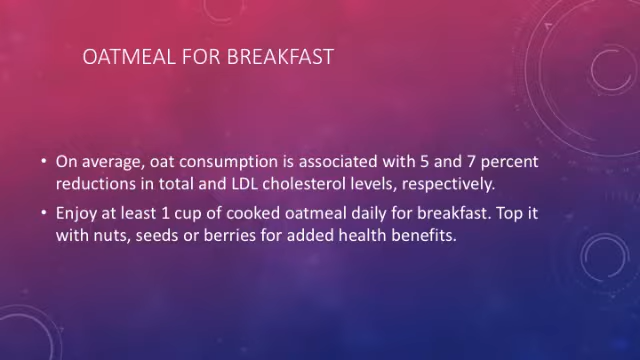 OATMEAL FOR BREAKFAST
• On average, oat consumption is associated with 5 and 7 percent
reductions in total and LDL cholesterol levels, respectively.
• Enjoy at least 1 cup of cooked oatmeal daily for breakfast. Top it
with nuts, seeds or berries for added health benefits.